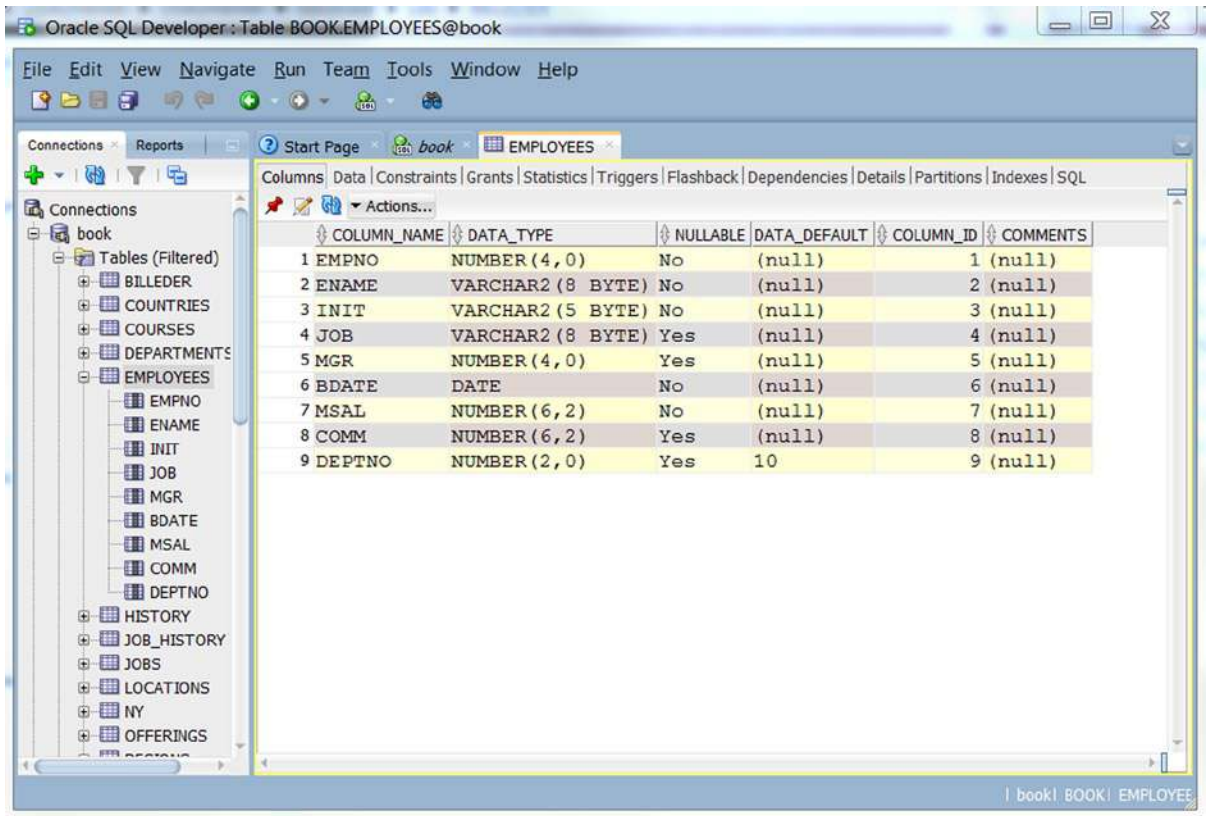 Oracle SQL Developer : Table BOOK.EMPLOYEES@book
File Edit View Navigate Run Team Tools Window Help
Connections Reports
Start Page book EMPLOYEES
Columns Data Constraints Grants Statistics Triggers Flashback Dependencies Details Partitions Indexes SQL
Actions...
Connections
book
Tables (Filtered)
BILLEDER
COUNTRIES
COURSES
DEPARTMENTS
EMPLOYEES
EMPNO
ENAME
INIT
JOB
MGR
BDATE
MSAL
COMM
DEPTNO
HISTORY
JOB_HISTORY
JOBS
LOCATIONS
NY
OFFERINGS
COLUMN_NAME DATA_TYPE NULLABLE DATA_DEFAULT COLUMN_ID COMMENTS
1 EMPNO NUMBER(4,0) No (null) 1 (null)
2 ENAME VARCHAR2(8 BYTE) No (null) 2 (null)
3 INIT VARCHAR2(5 BYTE) No (null) 3 (null)
4 JOB VARCHAR2(8 BYTE) Yes (null) 4 (null)
5 MGR NUMBER(4,0) Yes (null) 5 (null)
6 BDATE DATE No (null) 6 (null)
7 MSAL NUMBER(6,2) No (null) 7 (null)
8 COMM NUMBER(6,2) Yes (null) 8 (null)
9 DEPTNO NUMBER(2,0) Yes 10 9 (null)
| book| BOOK| EMPLOYEE